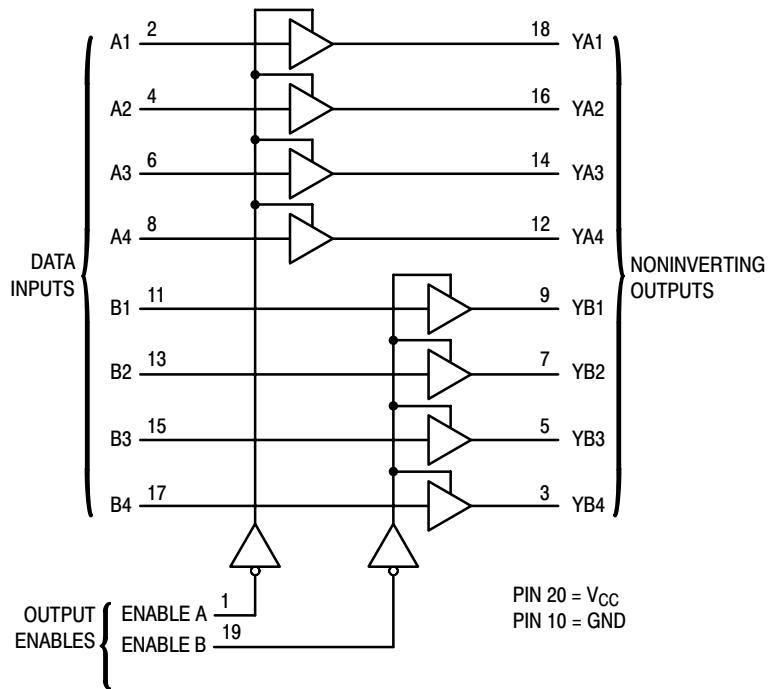 A1 2 18 YA1
A2 4 16 YA2
A3 6 14 YA3
A4 8 12 YA4
DATA
INPUTS
NONINVERTING
OUTPUTS
B1 11 9 YB1
B2 13 7 YB2
B3 15 5 YB3
B4 17 3 YB4
OUTPUT
ENABLES
ENABLE A 1
ENABLE B 19
PIN 20 = VCC
PIN 10 = GND